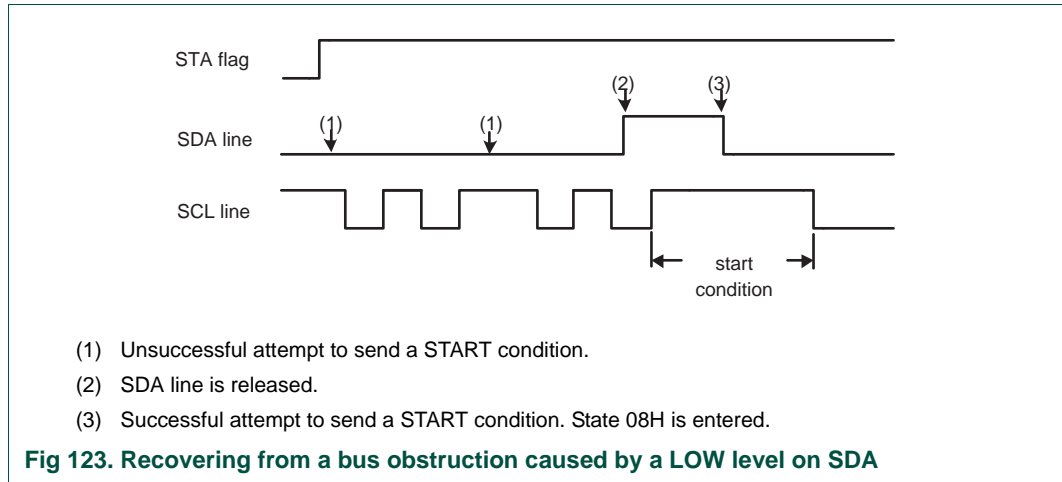 STA flag
(2) (3)
(1) (1)
SDA line
SCL line
start
condition
(1) Unsuccessful attempt to send a START condition.
(2) SDA line is released.
(3) Successful attempt to send a START condition. State 08H is entered.
Fig 123. Recovering from a bus obstruction caused by a LOW level on SDA